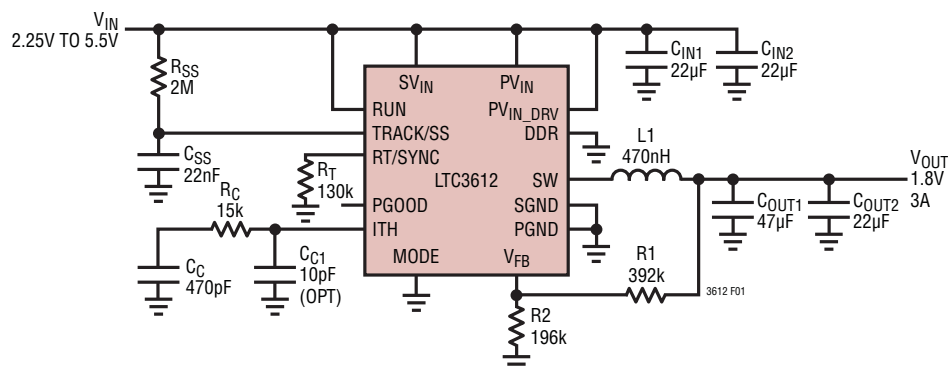 VIN
2.25V TO 5.5V
RSS
2M
CSS
22nF
RC
15k
CC
470pF
CC1
10pF
(OPT)
RT
130k
SVIN
PVIN
RUN
PVIN_DRV
TRACK/SS
DDR
RT/SYNC
LTC3612
SW
PGOOD
SGND
ITH
PGND
MODE
VFB
CIN1
22µF
CIN2
22µF
L1
470nH
VOUT
1.8V
3A
COUT1
47µF
COUT2
22µF
R1
392k
3612 F01
R2
196k